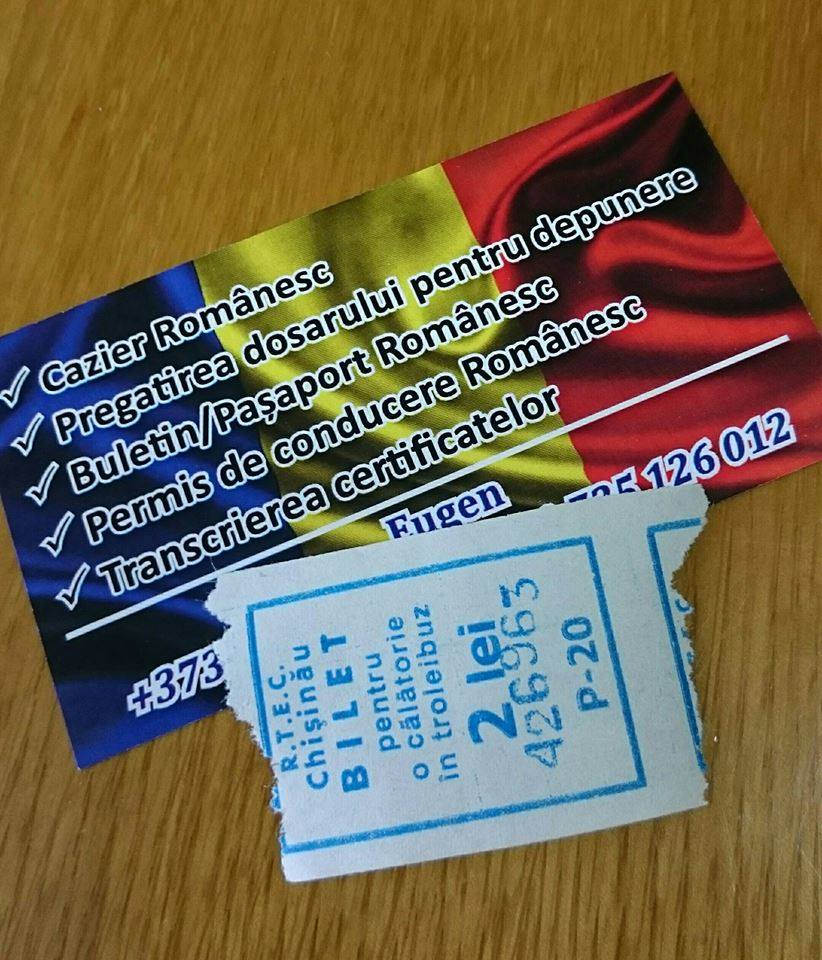 ✓ Cazier Românesc
✓ Pregatirea dosarului pentru depunere
✓ Buletin/Pașaport Românesc
✓ Permis de conducere Românesc
✓ Transcrierea certificatelor
Eugen
126 012
+373
R.T.E.C.
Chișinău
BILET
pentru
o călătorie
în troleibuz
2 lei
426963
P-20